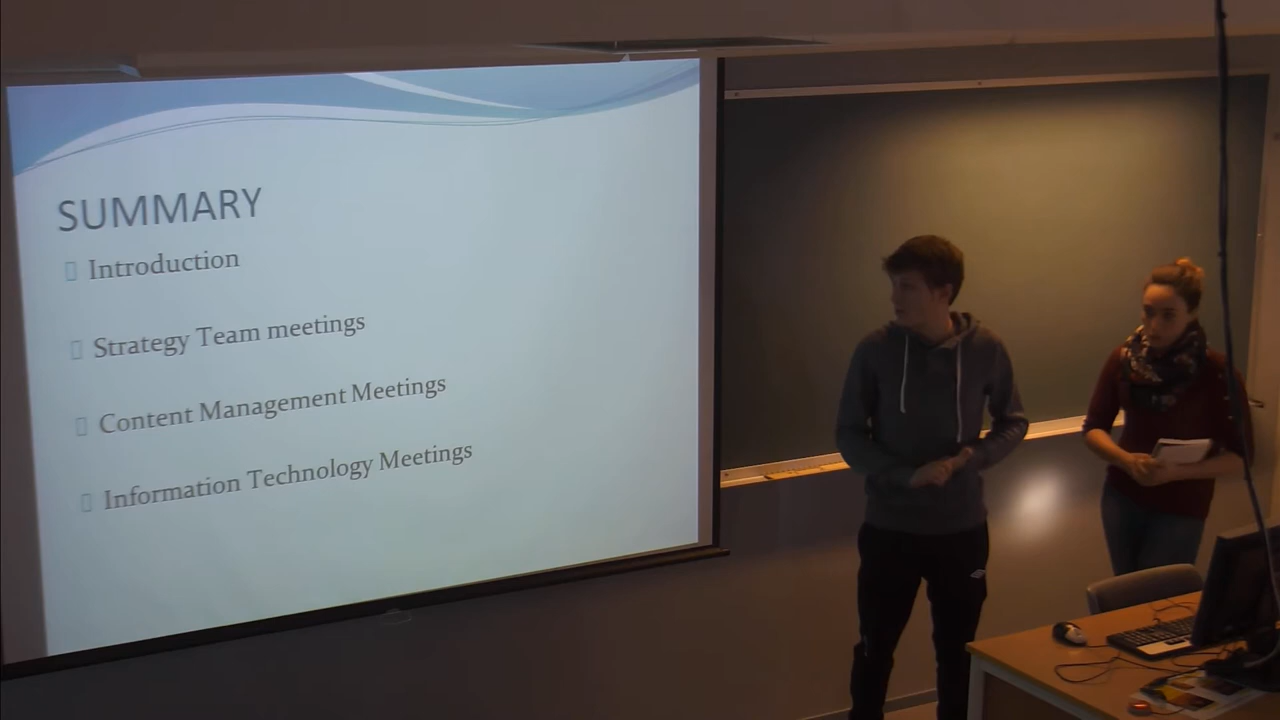 SUMMARY
Introduction
Strategy Team meetings
Content Management Meetings
Information Technology Meetings